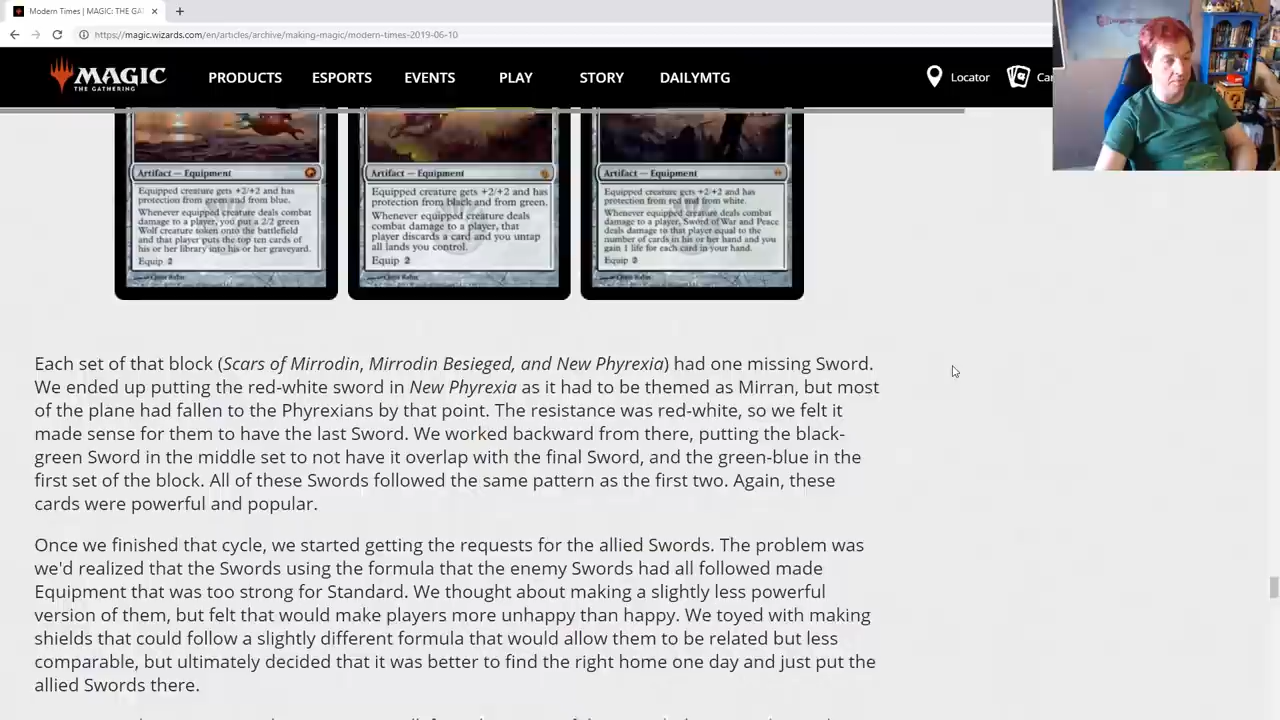 Modern Times | MAGIC: THE GA
https://magic.wizards.com/en/articles/archive/making-magic/modern-times-2019-06-10
MAGIC
THE GATHERING
PRODUCTS
ESPORTS
EVENTS
PLAY
STORY
DAILYMTG
Locator
Car
Artifact — Equipment
Equipped creature gets +2/+2 and has
protection from green and from blue.
Whenever equipped creature deals combat
damage to a player, you put a 2/2 green
Wolf creature token onto the battlefield
and that player puts the top ten cards of
his or her library into his or her graveyard.
Equip 2
Artifact — Equipment
Equipped creature gets +2/+2 and has
protection from black and from green.
Whenever equipped creature deals
combat damage to a player, that
player discards a card and you untap
all lands you control.
Equip 2
Artifact — Equipment
Equipped creature gets +2/+2 and has
protection from red and from white.
Whenever equipped creature deals combat
damage to a player, Sword of War and Peace
deals damage to that player equal to the
number of cards in his or her hand and you
gain 1 life for each card in your hand.
Equip 2
Each set of that block (Scars of Mirrodin, Mirrodin Besieged, and New Phyrexia) had one missing Sword.
We ended up putting the red-white sword in New Phyrexia as it had to be themed as Mirran, but most
of the plane had fallen to the Phyrexians by that point. The resistance was red-white, so we felt it
made sense for them to have the last Sword. We worked backward from there, putting the black-
green Sword in the middle set to not have it overlap with the final Sword, and the green-blue in the
first set of the block. All of these Swords followed the same pattern as the first two. Again, these
cards were powerful and popular.
Once we finished that cycle, we started getting the requests for the allied Swords. The problem was
we'd realized that the Swords using the formula that the enemy Swords had all followed made
Equipment that was too strong for Standard. We thought about making a slightly less powerful
version of them, but felt that would make players more unhappy than happy. We toyed with making
shields that could follow a slightly different formula that would allow them to be related but less
comparable, but ultimately decided that it was better to find the right home one day and just put the
allied Swords there.